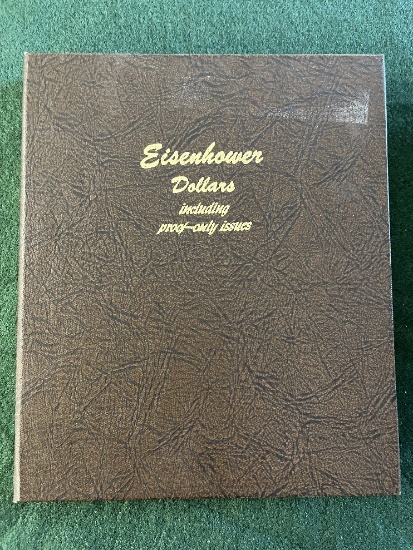 Eisenhower
Dollars
including
proof-only issues